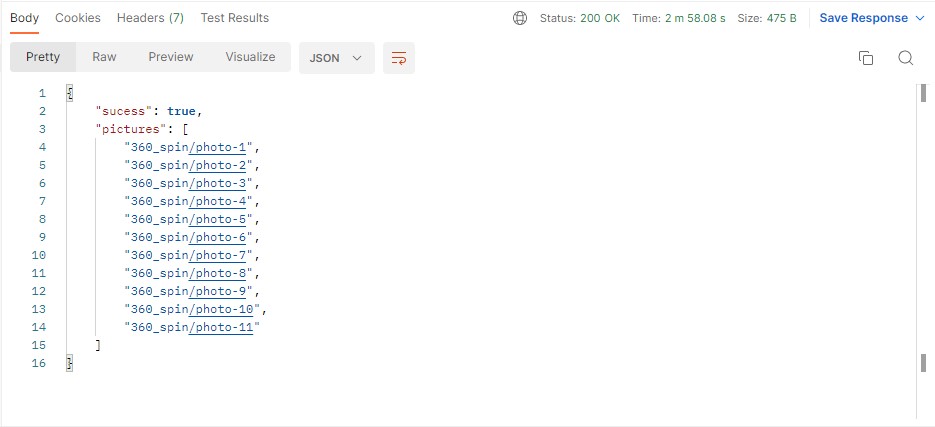 Body Cookies Headers (7) Test Results Status: 200 OK Time: 2 m 58.08 s Size: 475 B Save Response
Pretty Raw Preview Visualize JSON
1 {
2 "sucess": true,
3 "pictures": [
4 "360_spin/photo-1",
5 "360_spin/photo-2",
6 "360_spin/photo-3",
7 "360_spin/photo-4",
8 "360_spin/photo-5",
9 "360_spin/photo-6",
10 "360_spin/photo-7",
11 "360_spin/photo-8",
12 "360_spin/photo-9",
13 "360_spin/photo-10",
14 "360_spin/photo-11"
15 ]
16 }